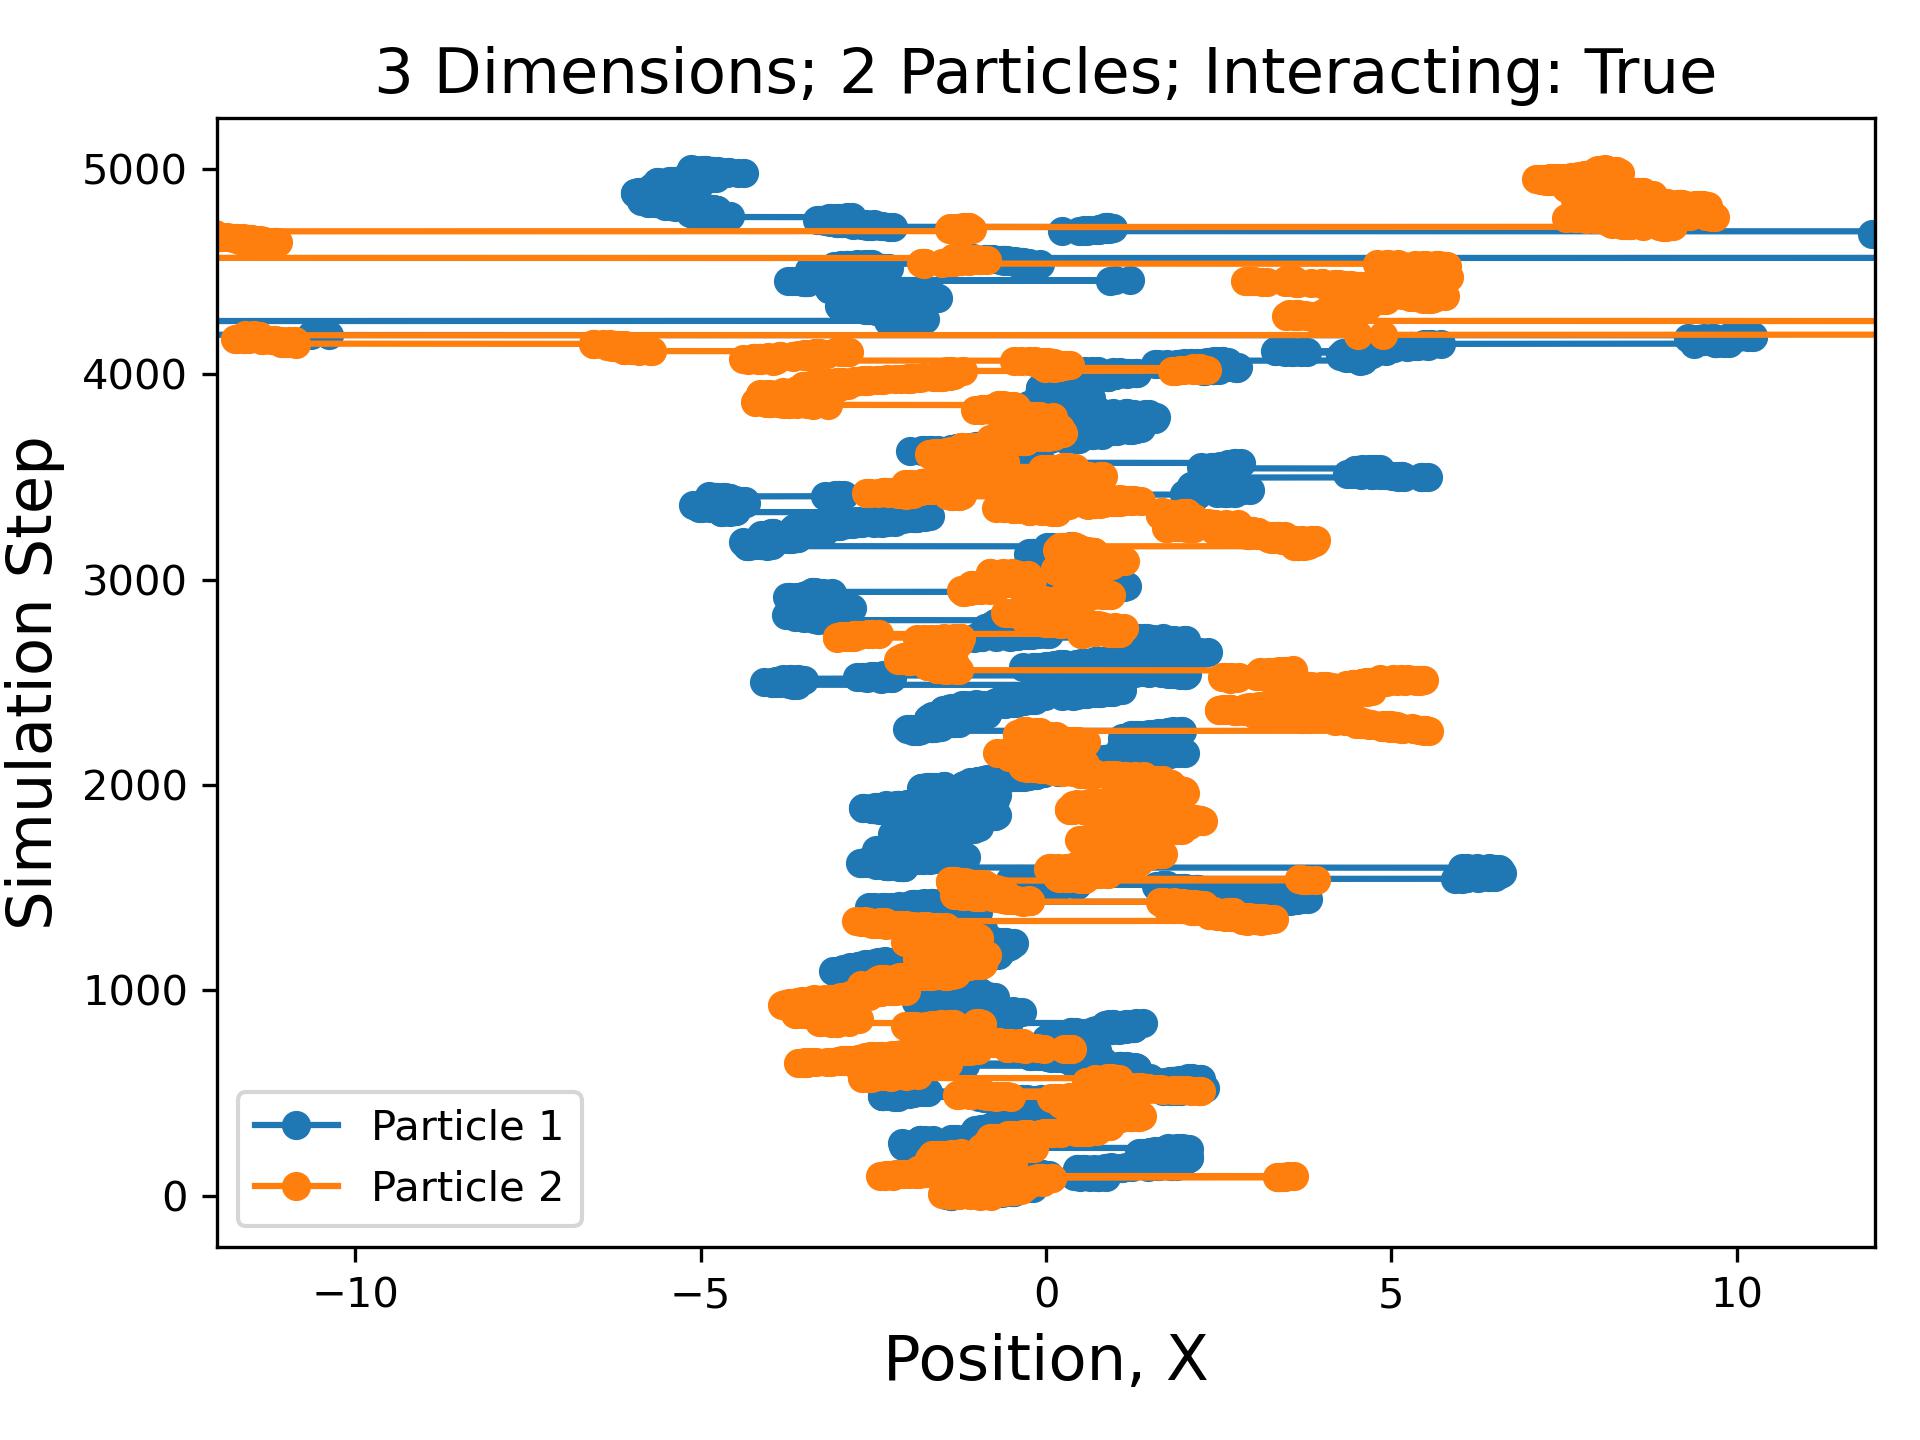 3 Dimensions; 2 Particles; Interacting: True
Simulation Step
5000
4000
3000
2000
1000
0
Particle 1
Particle 2
−10
−5
0
5
10
Position, X